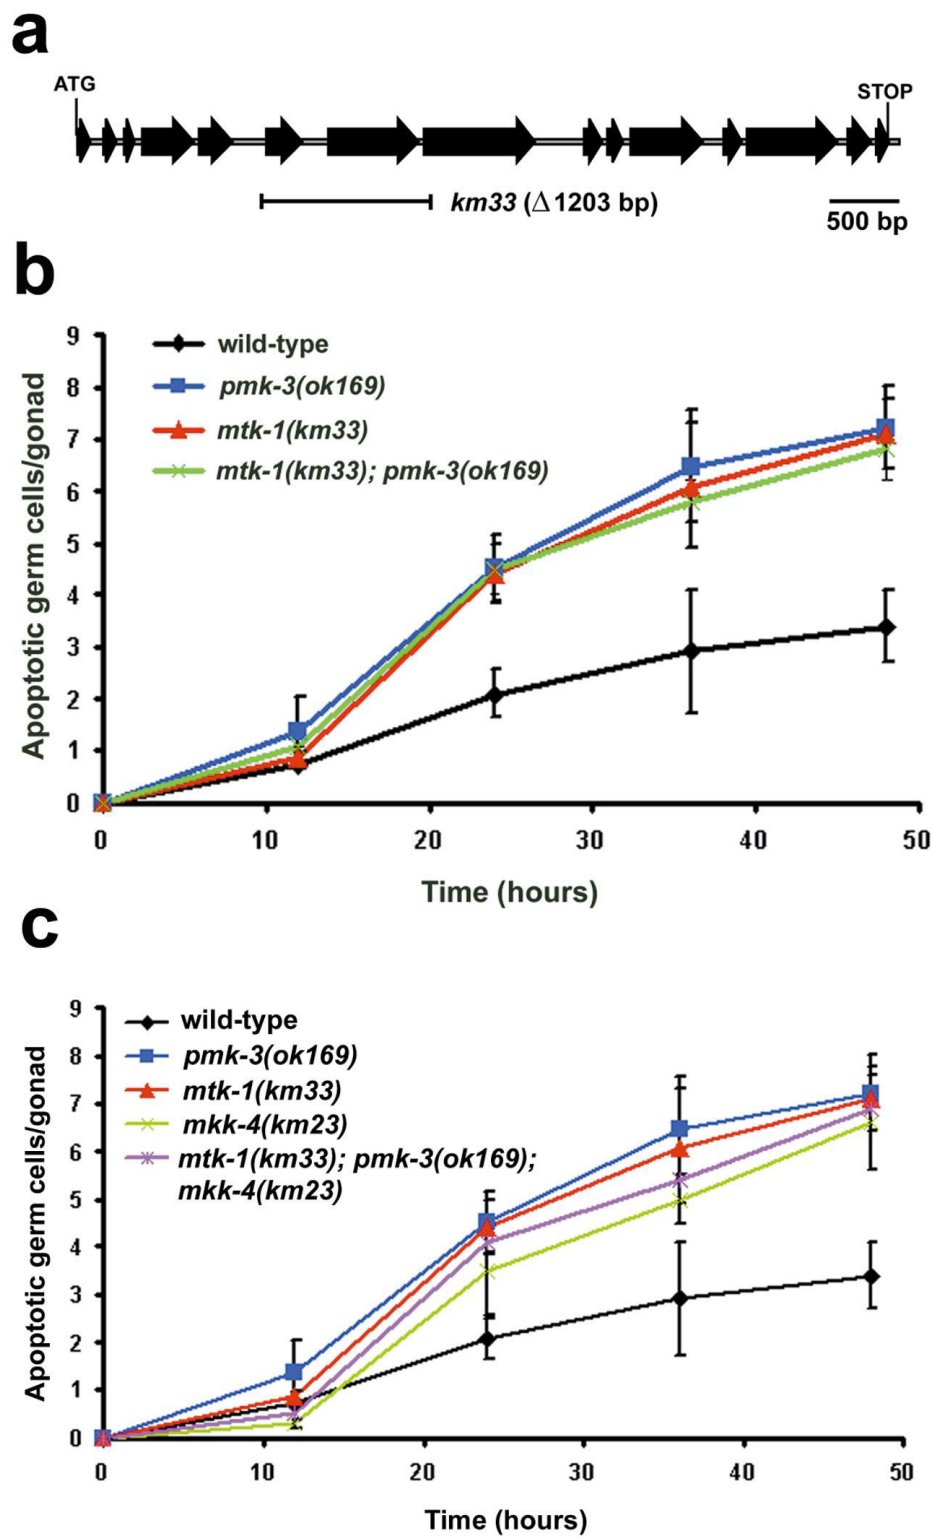 a
ATG
STOP
km33 (Δ1203 bp)
500 bp
b
9
8
7
6
5
4
3
2
1
0
Apoptotic germ cells/gonad
wild-type
pmk-3(ok169)
mtk-1(km33)
mtk-1(km33); pmk-3(ok169)
0 10 20 30 40 50
Time (hours)
c
9
8
7
6
5
4
3
2
1
0
Apoptotic germ cells/gonad
wild-type
pmk-3(ok169)
mtk-1(km33)
mkk-4(km23)
mtk-1(km33); pmk-3(ok169);
mkk-4(km23)
0 10 20 30 40 50
Time (hours)